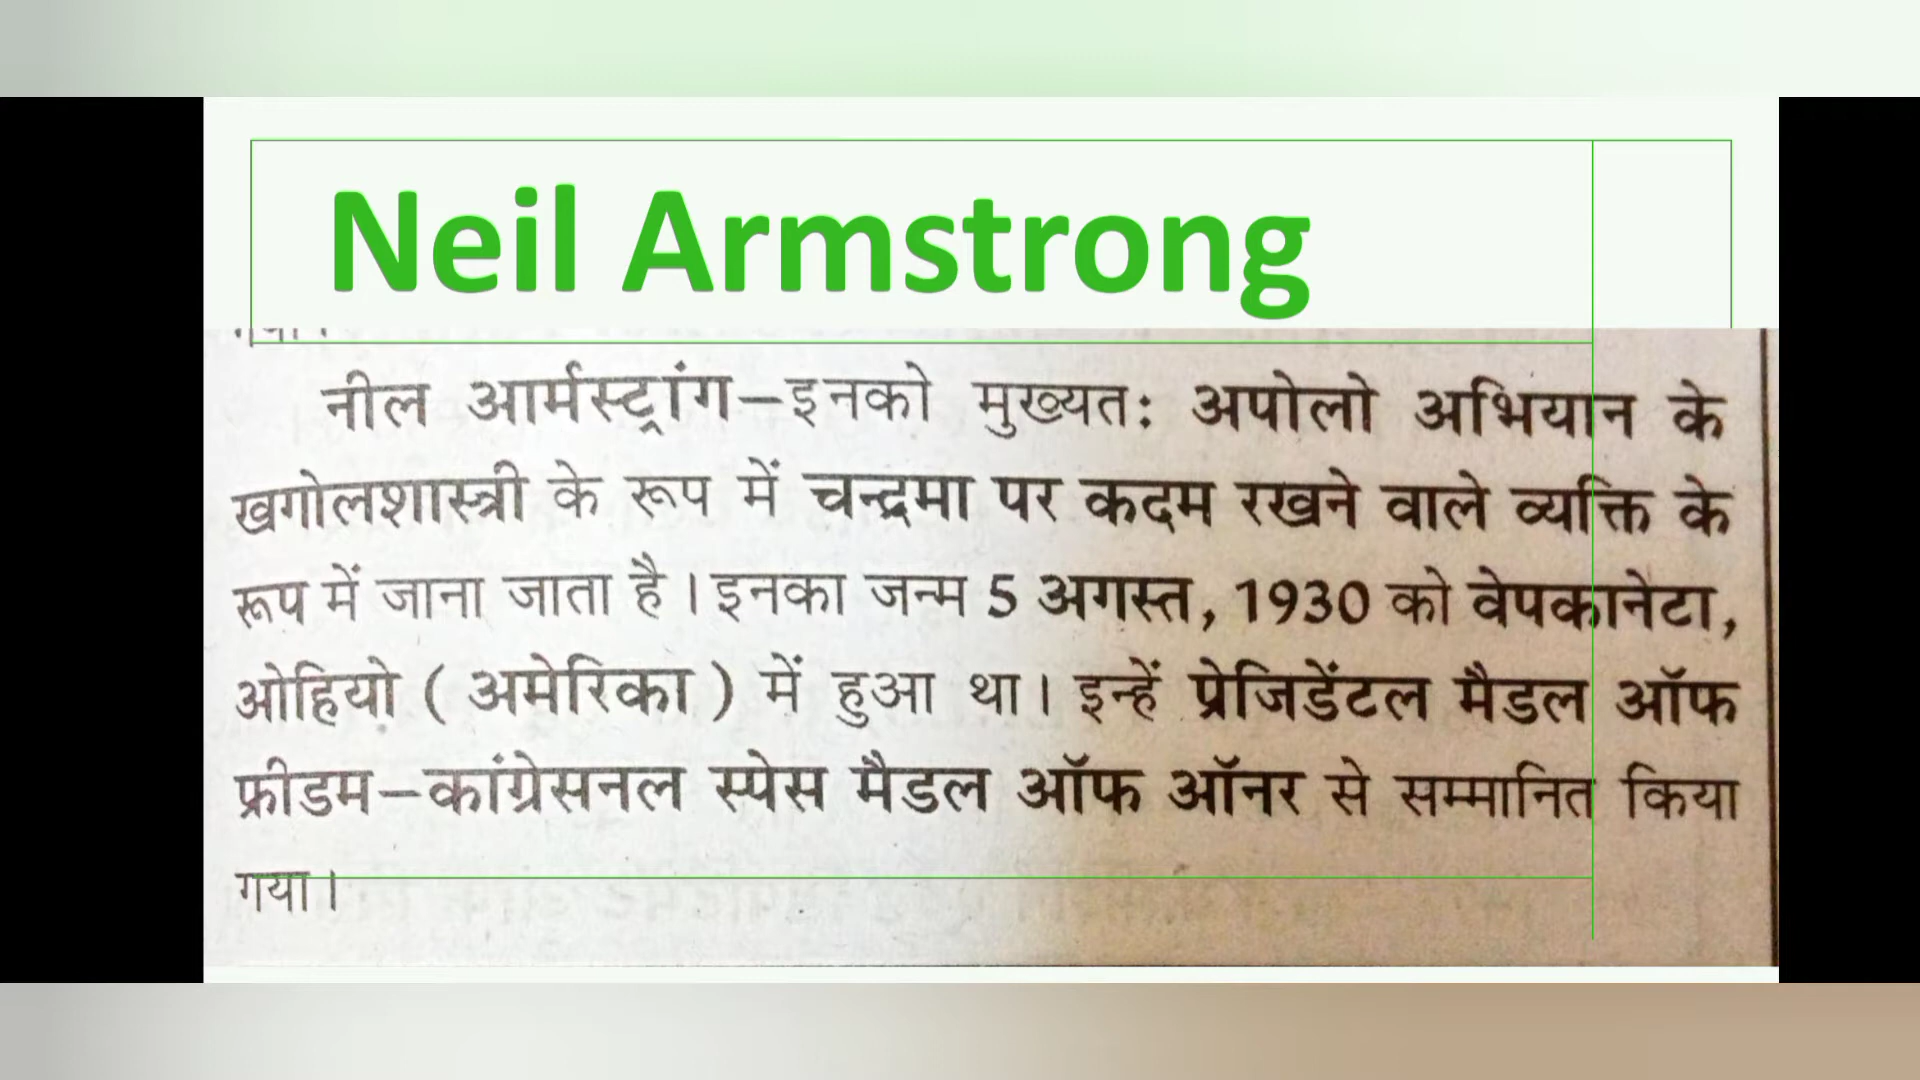 Neil Armstrong
नील आर्मस्ट्रांग–इनको मुख्यतः अपोलो अभियान के
खगोलशास्त्री के रूप में चन्द्रमा पर कदम रखने वाले व्यक्ति के
रूप में जाना जाता है। इनका जन्म 5 अगस्त, 1930 को वेपकानेटा,
ओहियो ( अमेरिका ) में हुआ था। इन्हें प्रेजिडेंटल मैडल ऑफ
फ्रीडम–कांग्रेसनल स्पेस मैडल ऑफ ऑनर से सम्मानित किया
गया।